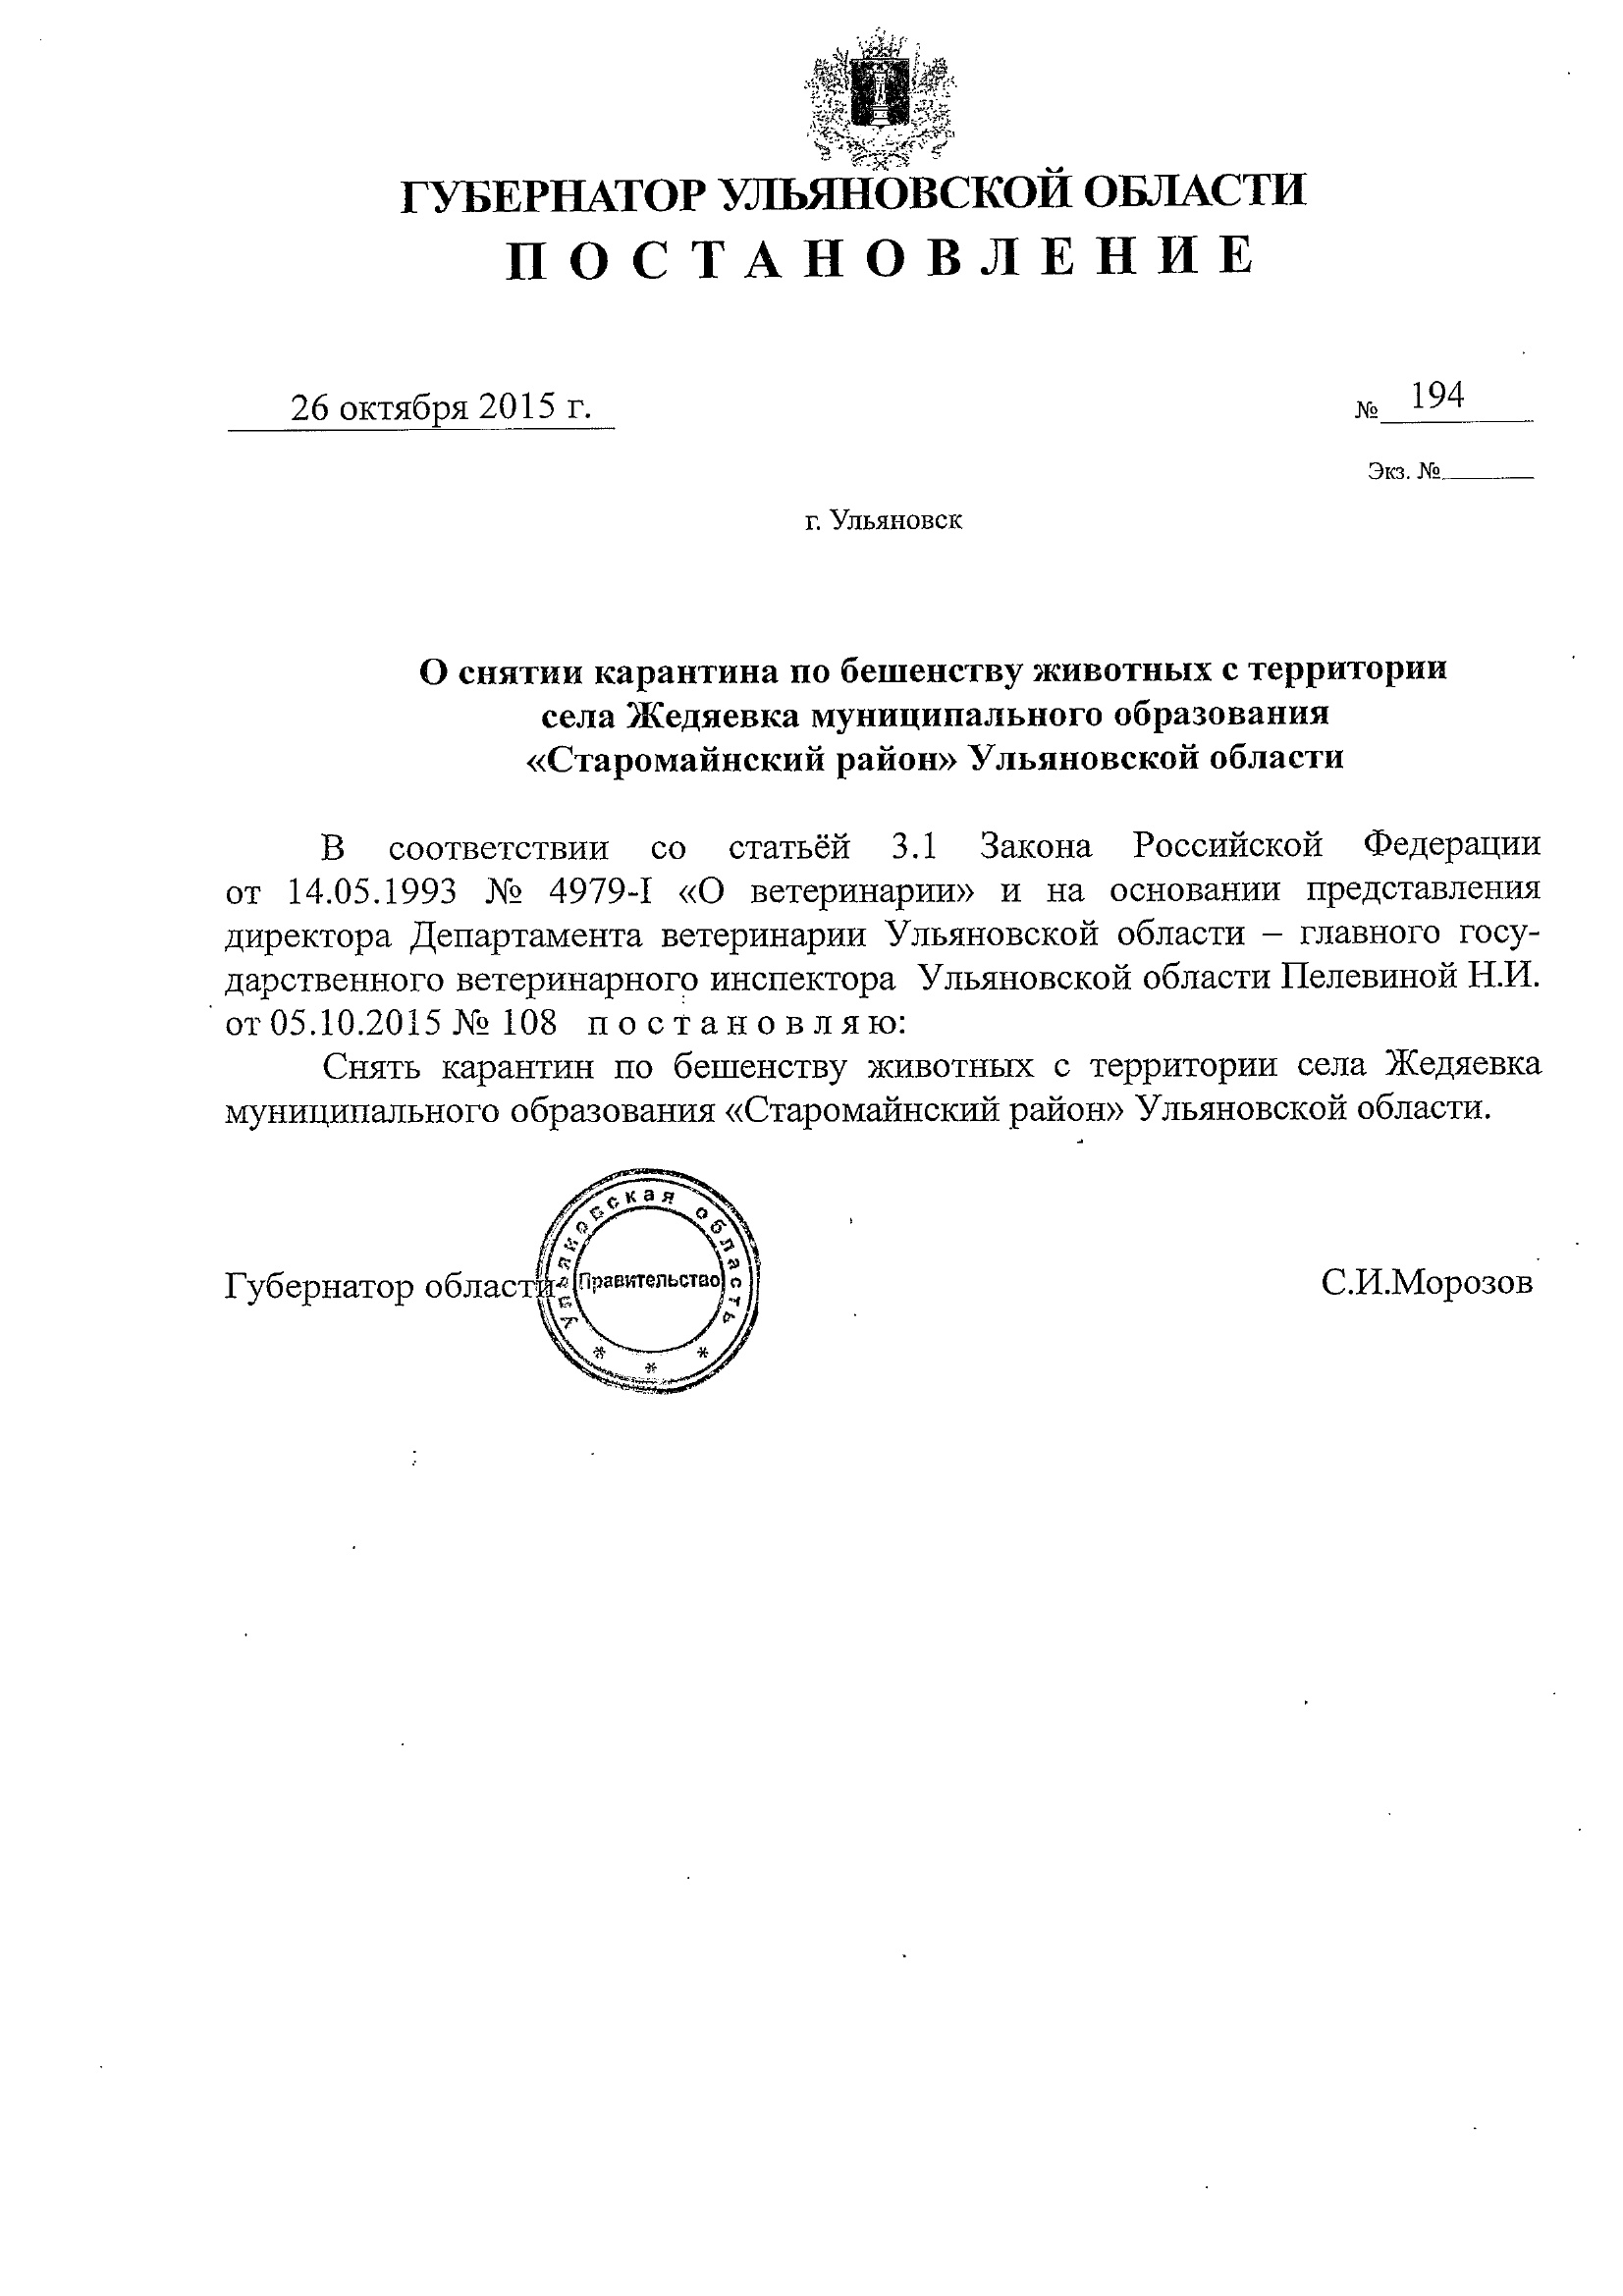 ГУБЕРНАТОР УЛЬЯНОВСКОЙ ОБЛАСТИ
П О С Т А Н О В Л Е Н И Е
26 октября 2015 г.
№ 194
Экз. №
г. Ульяновск
О снятии карантина по бешенству животных с территории
села Жедяевка муниципального образования
«Старомайнский район» Ульяновской области
В соответствии со статьёй 3.1 Закона Российской Федерации
от 14.05.1993 № 4979-I «О ветеринарии» и на основании представления
директора Департамента ветеринарии Ульяновской области – главного госу-
дарственного ветеринарного инспектора Ульяновской области Пелевиной Н.И.
от 05.10.2015 № 108 п о с т а н о в л я ю:
Снять карантин по бешенству животных с территории села Жедяевка
муниципального образования «Старомайнский район» Ульяновской области.
Губернатор области
Ульяновская область
Правительство
* * *
С.И.Морозов